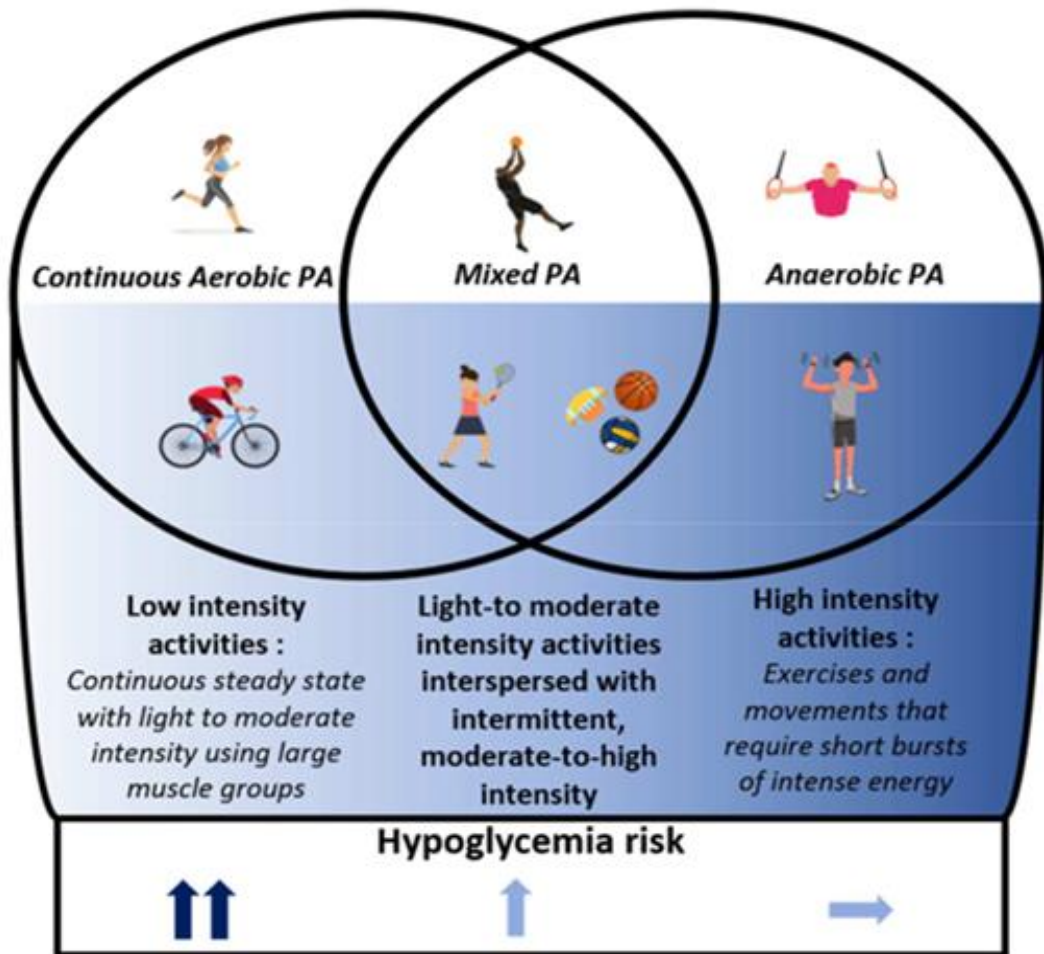 Continuous Aerobic PA
Mixed PA
Anaerobic PA
Low intensity
activities :
Continuous steady state
with light to moderate
intensity using large
muscle groups
Light-to moderate
intensity activities
interspersed with
intermittent,
moderate-to-high
intensity
High intensity
activities :
Exercises and
movements that
require short bursts
of intense energy
Hypoglycemia risk